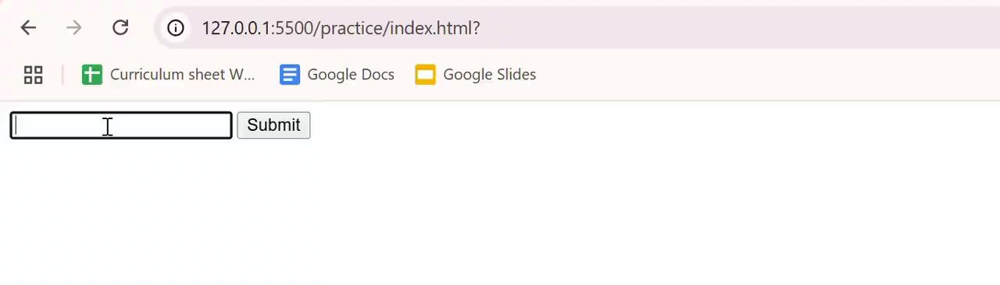 127.0.0.1:5500/practice/index.html?
Curriculum sheet W... Google Docs Google Slides
Submit